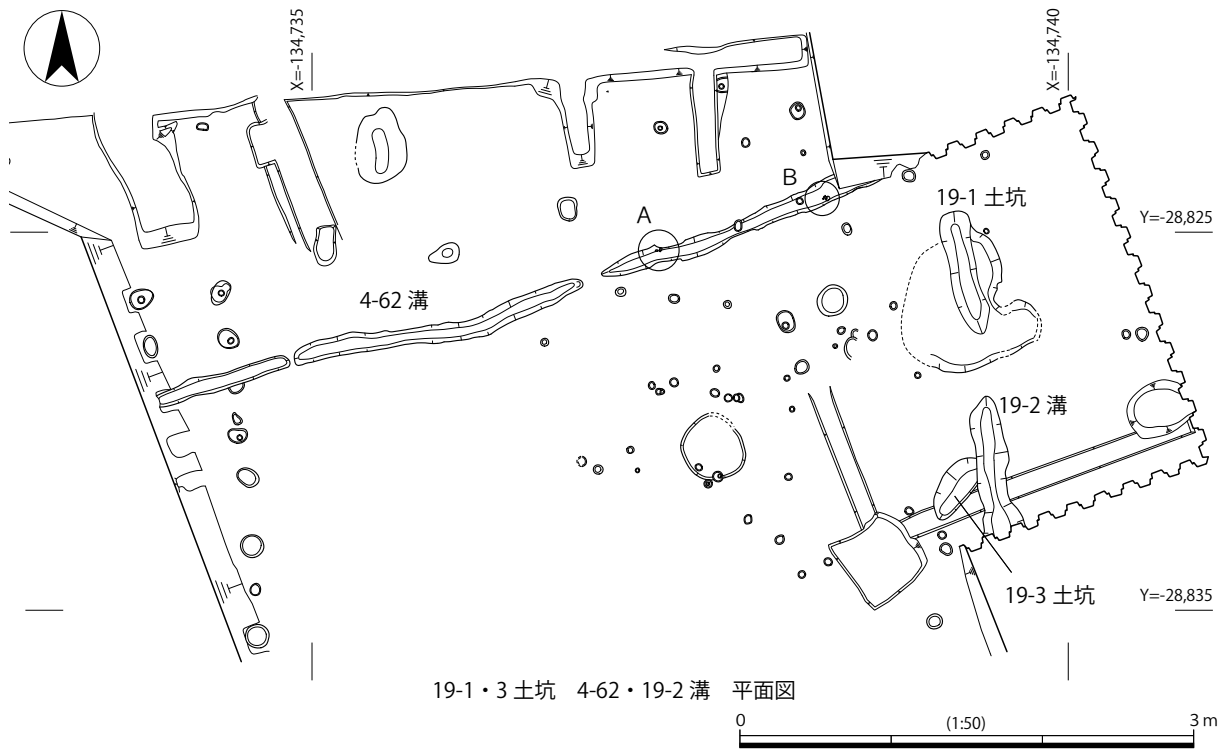 X=-134,735
X=-134,740
B
19-1 土坑
A
Y=-28,825
4-62 溝
19-2 溝
19-3 土坑
Y=-28,835
19-1・3 土坑　4-62・19-2 溝　平面図
0
(1:50)
3 m